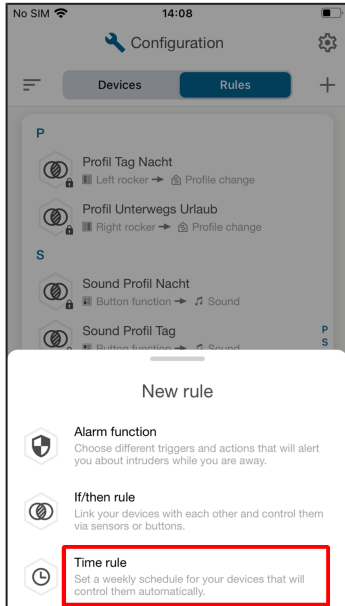 No SIM 14:08
Configuration
Devices Rules
P
Profil Tag Nacht
Left rocker → Profile change
Profil Unterwegs Urlaub
Right rocker → Profile change
S
Sound Profil Nacht
Button function → Sound
Sound Profil Tag
Button function → Sound
P
S
New rule
Alarm function
Choose different triggers and actions that will alert
you about intruders while you are away.
If/then rule
Link your devices with each other and control them
via sensors or buttons.
Time rule
Set a weekly schedule for your devices that will
control them automatically.